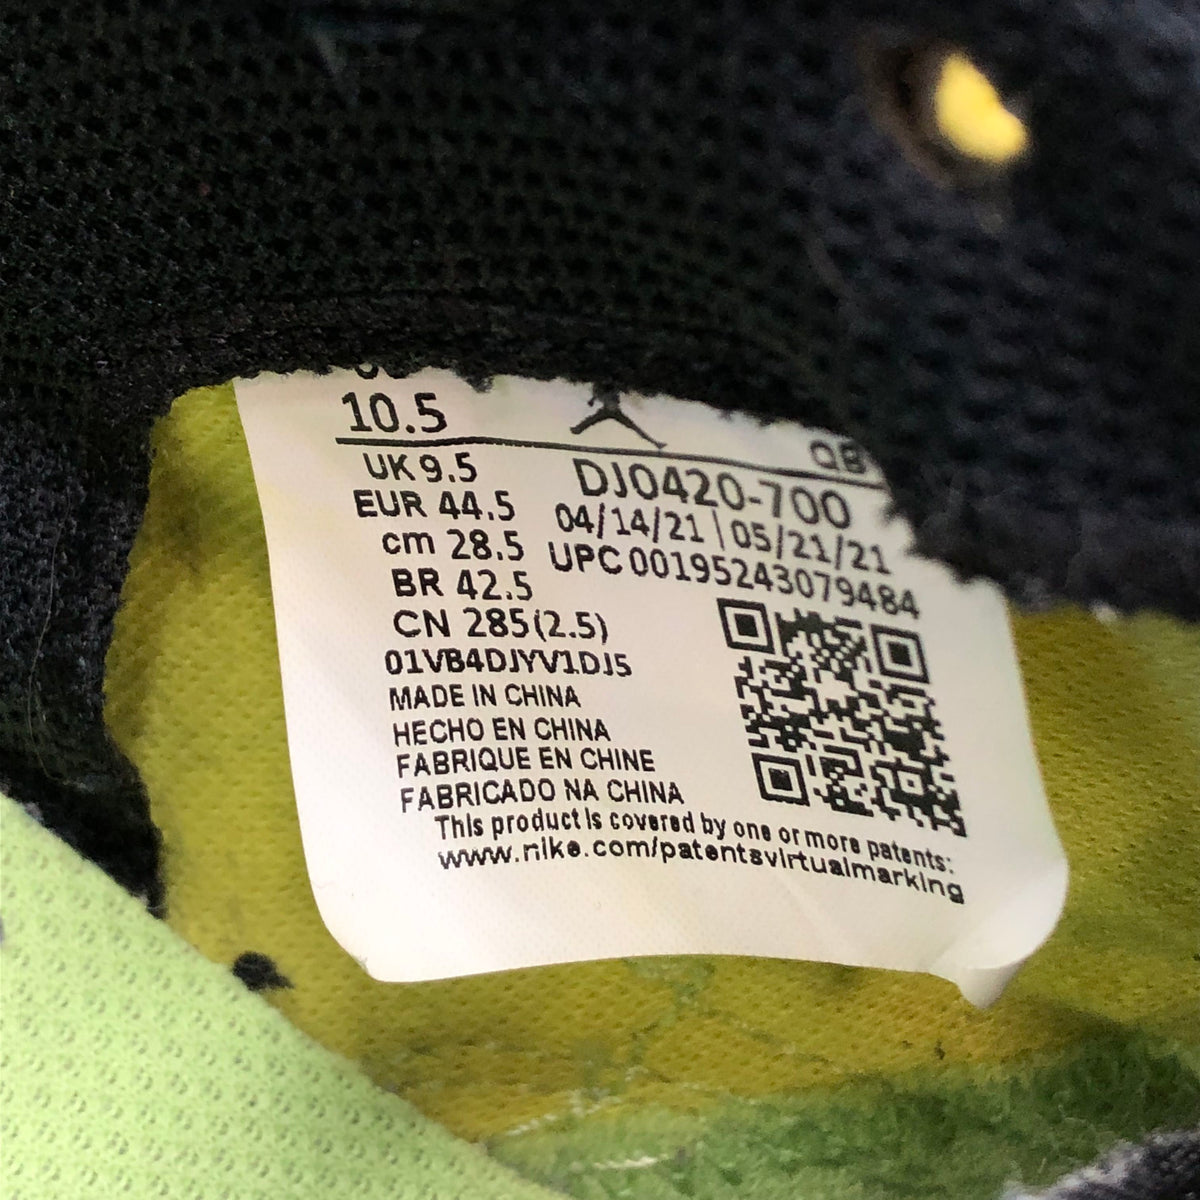 10.5
QB
UK 9.5
DJ0420-700
EUR 44.5
04/14/21 | 05/21/21
cm 28.5
UPC 00195243079484
BR 42.5
CN 285(2.5)
01VB4DJYV1DJ5
MADE IN CHINA
HECHO EN CHINA
FABRIQUE EN CHINE
FABRICADO NA CHINA
This product is covered by one or more patents:
www.nike.com/patentsvirtualmarking